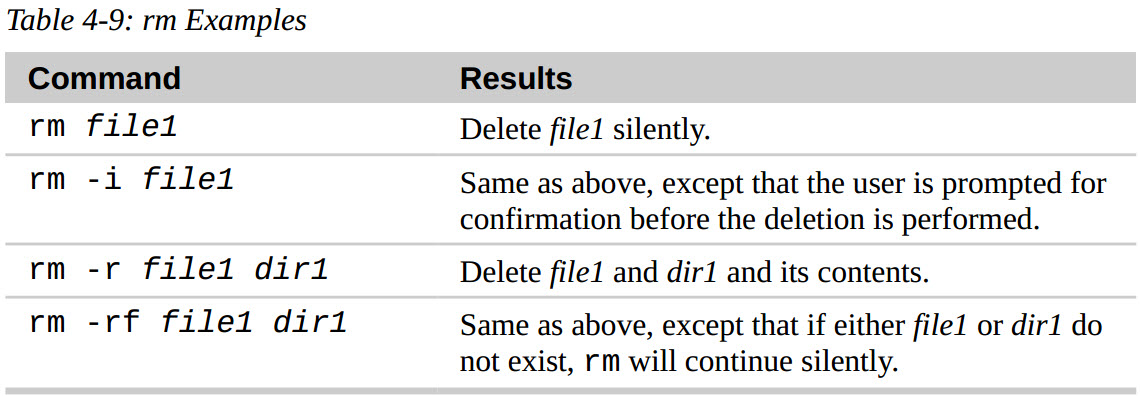 Table 4-9: rm Examples
Command Results
rm file1 Delete file1 silently.
rm -i file1 Same as above, except that the user is prompted for
confirmation before the deletion is performed.
rm -r file1 dir1 Delete file1 and dir1 and its contents.
rm -rf file1 dir1 Same as above, except that if either file1 or dir1 do
not exist, rm will continue silently.